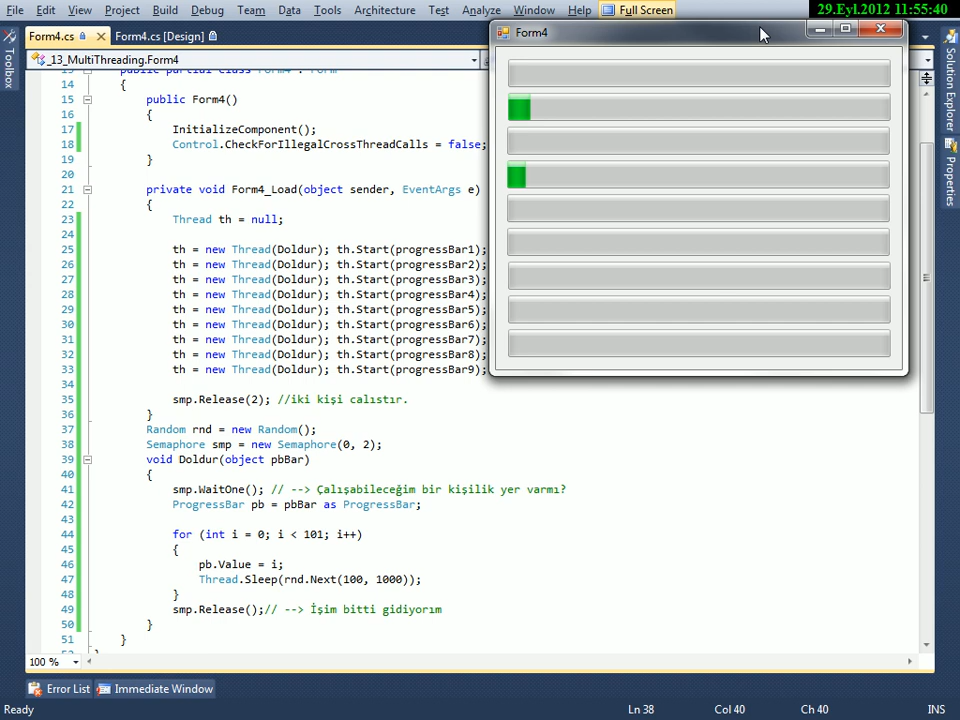 File Edit View Project Build Debug Team Data Tools Architecture Test Analyze Window Help Full Screen
29.Eyl.2012 11:55:40
Form4.cs Form4.cs [Design]
Form4
_13_MultiThreading.Form4
Toolbox
Solution Explorer
Properties
14 {
15 public Form4()
16 {
17 InitializeComponent();
18 Control.CheckForIllegalCrossThreadCalls = false;
19 }
20
21 private void Form4_Load(object sender, EventArgs e)
22 {
23 Thread th = null;
24
25 th = new Thread(Doldur); th.Start(progressBar1);
26 th = new Thread(Doldur); th.Start(progressBar2);
27 th = new Thread(Doldur); th.Start(progressBar3);
28 th = new Thread(Doldur); th.Start(progressBar4);
29 th = new Thread(Doldur); th.Start(progressBar5);
30 th = new Thread(Doldur); th.Start(progressBar6);
31 th = new Thread(Doldur); th.Start(progressBar7);
32 th = new Thread(Doldur); th.Start(progressBar8);
33 th = new Thread(Doldur); th.Start(progressBar9);
34
35 smp.Release(2); //iki kişi calıstır.
36 }
37 Random rnd = new Random();
38 Semaphore smp = new Semaphore(0, 2);
39 void Doldur(object pbBar)
40 {
41 smp.WaitOne(); // --> Çalışabileceğim bir kişilik yer varmı?
42 ProgressBar pb = pbBar as ProgressBar;
43
44 for (int i = 0; i < 101; i++)
45 {
46 pb.Value = i;
47 Thread.Sleep(rnd.Next(100, 1000));
48 }
49 smp.Release();// --> İşim bitti gidiyorım
50 }
51 }
100 %
Error List Immediate Window
Ready Ln 38 Col 40 Ch 40 INS